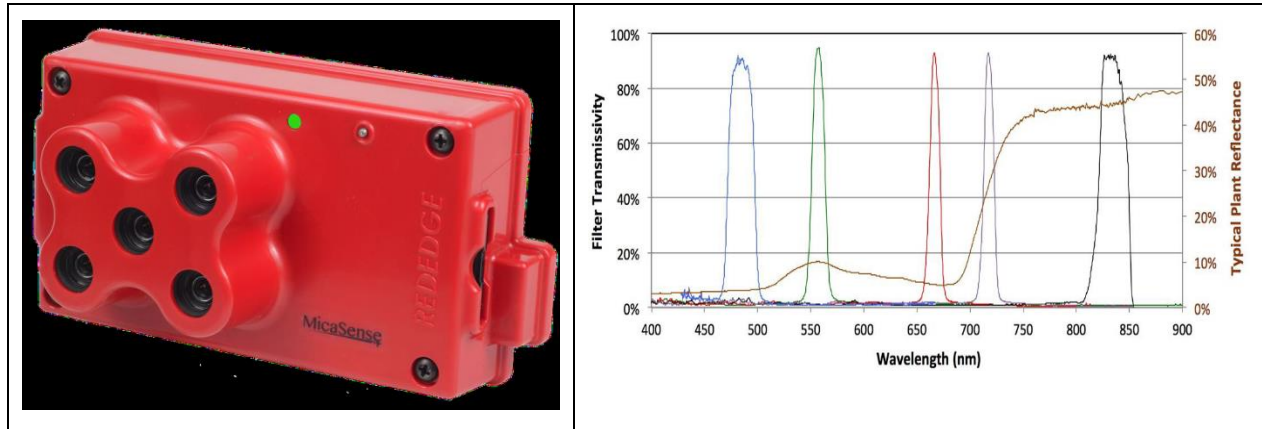 REDEDGE
MicaSense
100%
80%
60%
40%
20%
0%
Filter Transmissivity
400 450 500 550 600 650 700 750 800 850 900
Wavelength (nm)
60%
50%
40%
30%
20%
10%
0%
Typical Plant Reflectance